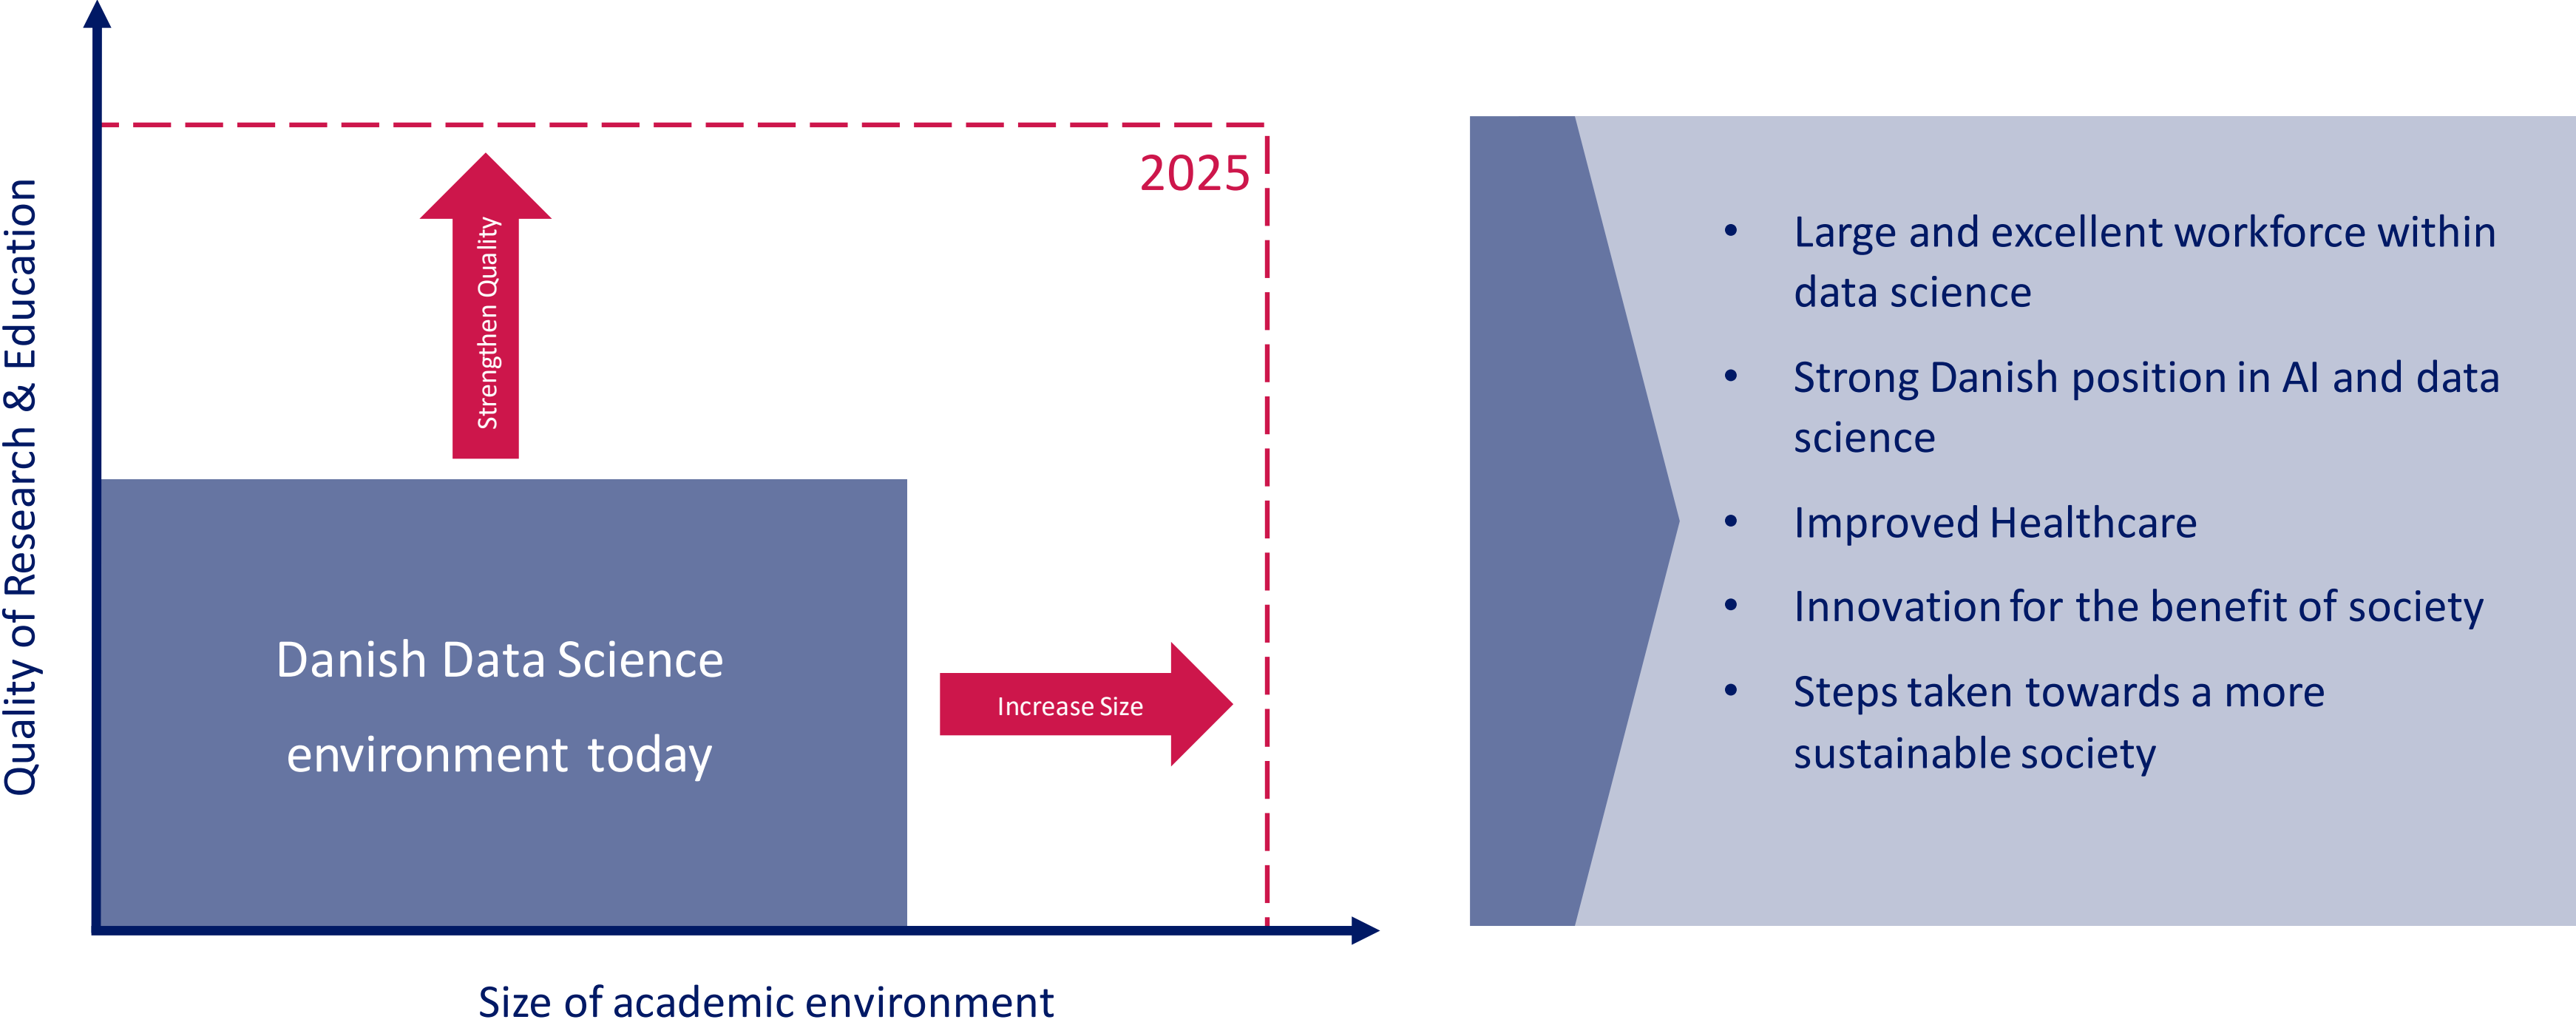 Quality of Research & Education
2025
Strengthen Quality
Danish Data Science
environment today
Increase Size
Size of academic environment
• Large and excellent workforce within
data science
• Strong Danish position in AI and data
science
• Improved Healthcare
• Innovation for the benefit of society
• Steps taken towards a more
sustainable society